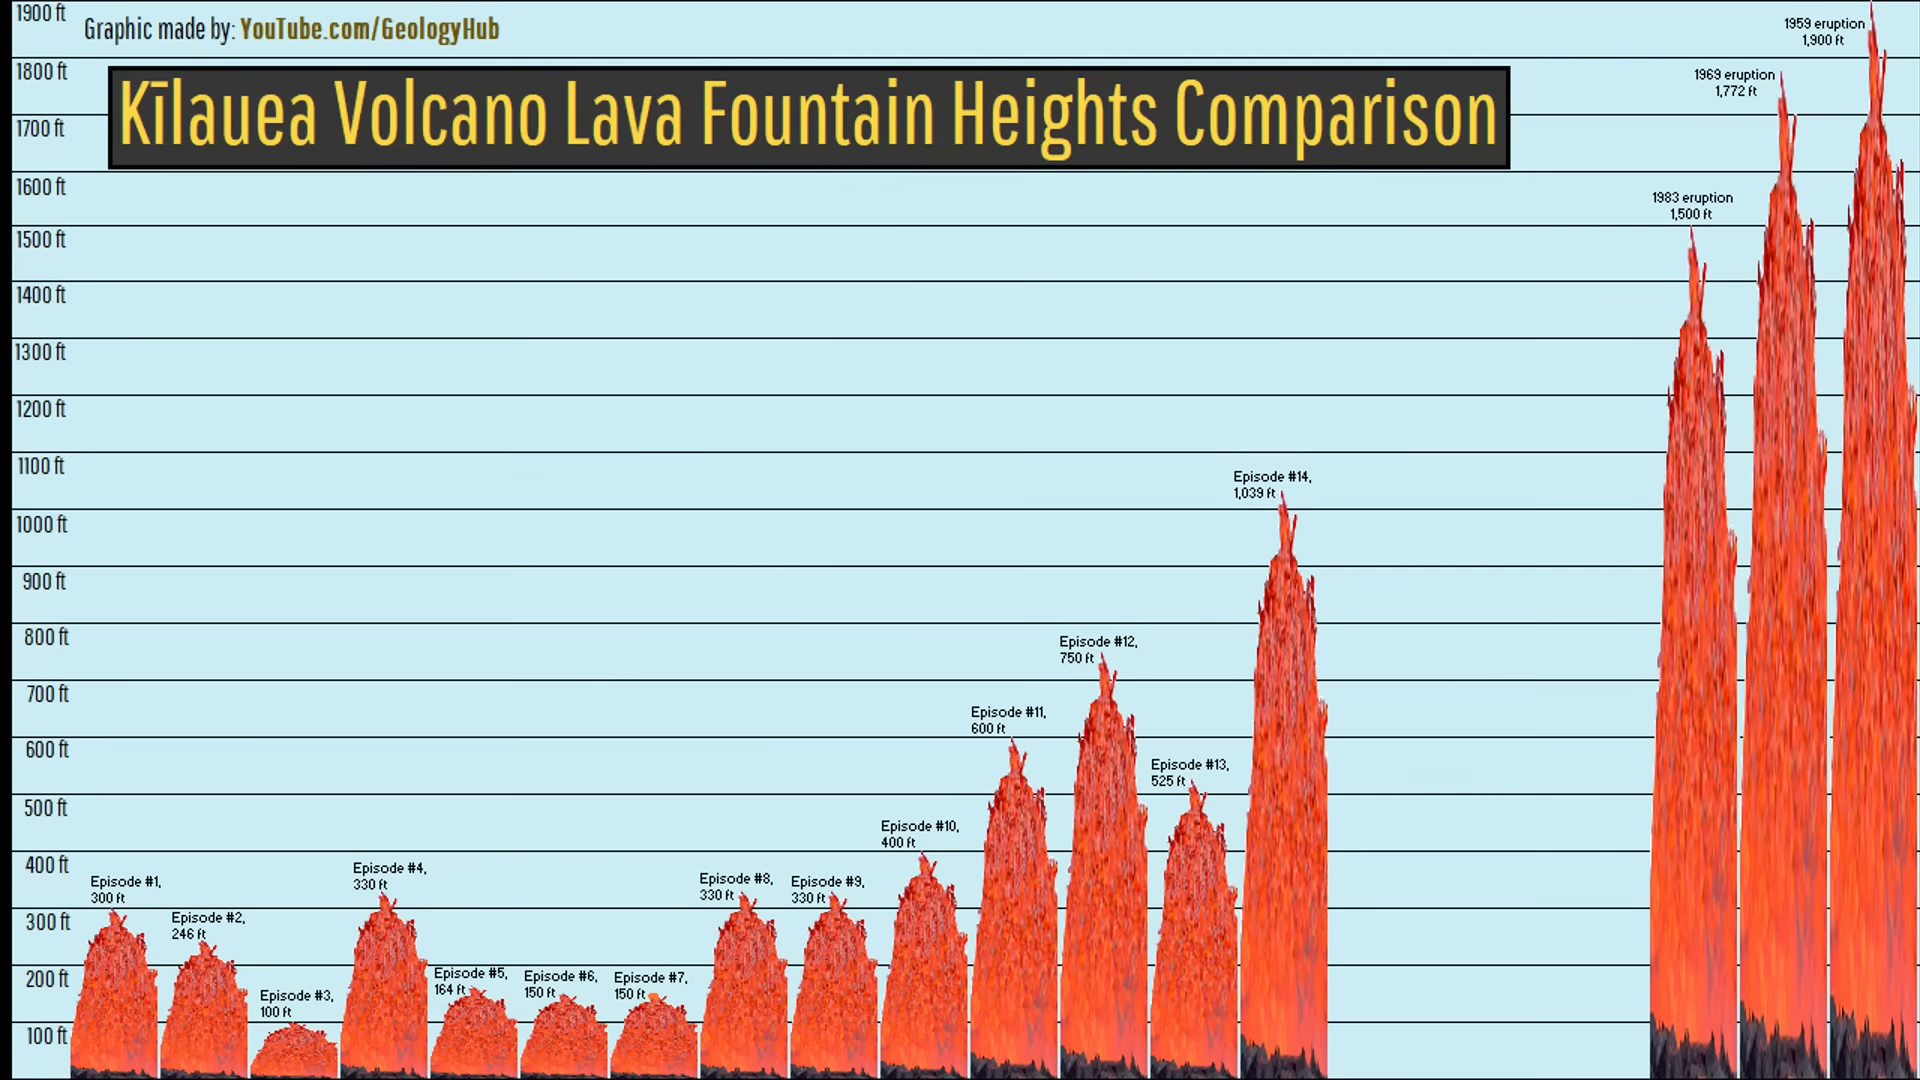 1900 ft
Graphic made by: YouTube.com/GeologyHub
1959 eruption
1,900 ft
1800 ft
1969 eruption
1,772 ft
Kīlauea Volcano Lava Fountain Heights Comparison
1700 ft
1600 ft
1983 eruption
1,500 ft
1500 ft
1400 ft
1300 ft
1200 ft
1100 ft
Episode #14,
1,039 ft
1000 ft
900 ft
800 ft
Episode #12,
750 ft
700 ft
Episode #11,
600 ft
600 ft
Episode #13,
525 ft
500 ft
Episode #10,
400 ft
400 ft
Episode #1,
300 ft
Episode #4,
330 ft
Episode #8,
330 ft
Episode #9,
330 ft
300 ft
Episode #2,
246 ft
200 ft
Episode #3,
100 ft
Episode #5,
164 ft
Episode #6,
150 ft
Episode #7,
150 ft
100 ft